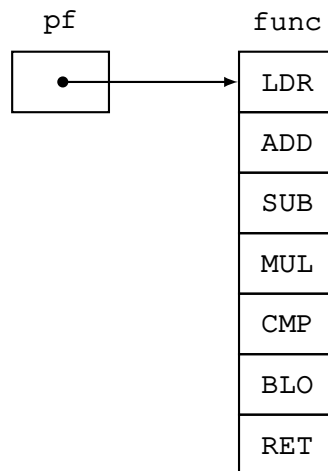 pf
func
LDR
ADD
SUB
MUL
CMP
BLO
RET